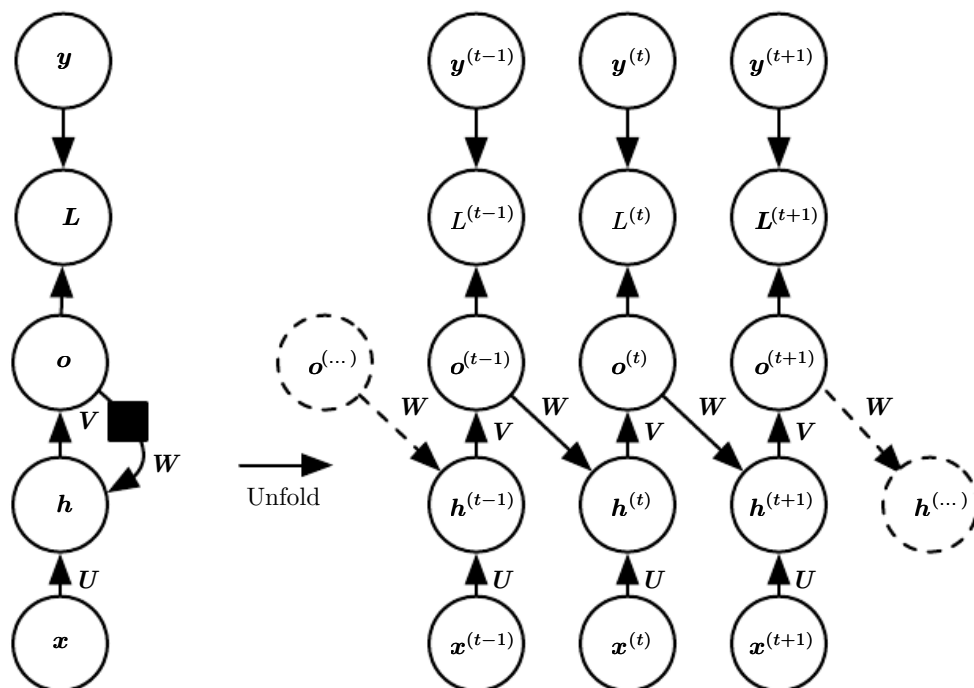 y y^(t−1) y^(t) y^(t+1)
L L^(t−1) L^(t) L^(t+1)
o o^(...) o^(t−1) o^(t) o^(t+1)
W W W W
V V V V
W
h h^(t−1) h^(t) h^(t+1) h^(...)
Unfold
U U U U
x x^(t−1) x^(t) x^(t+1)